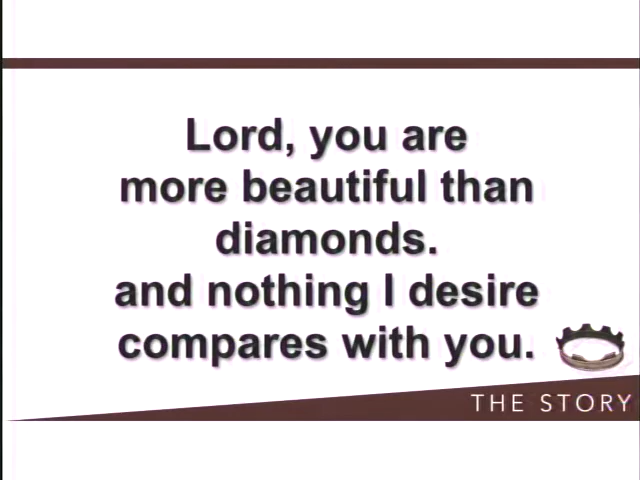 Lord, you are
more beautiful than
diamonds.
and nothing I desire
compares with you.
THE STORY